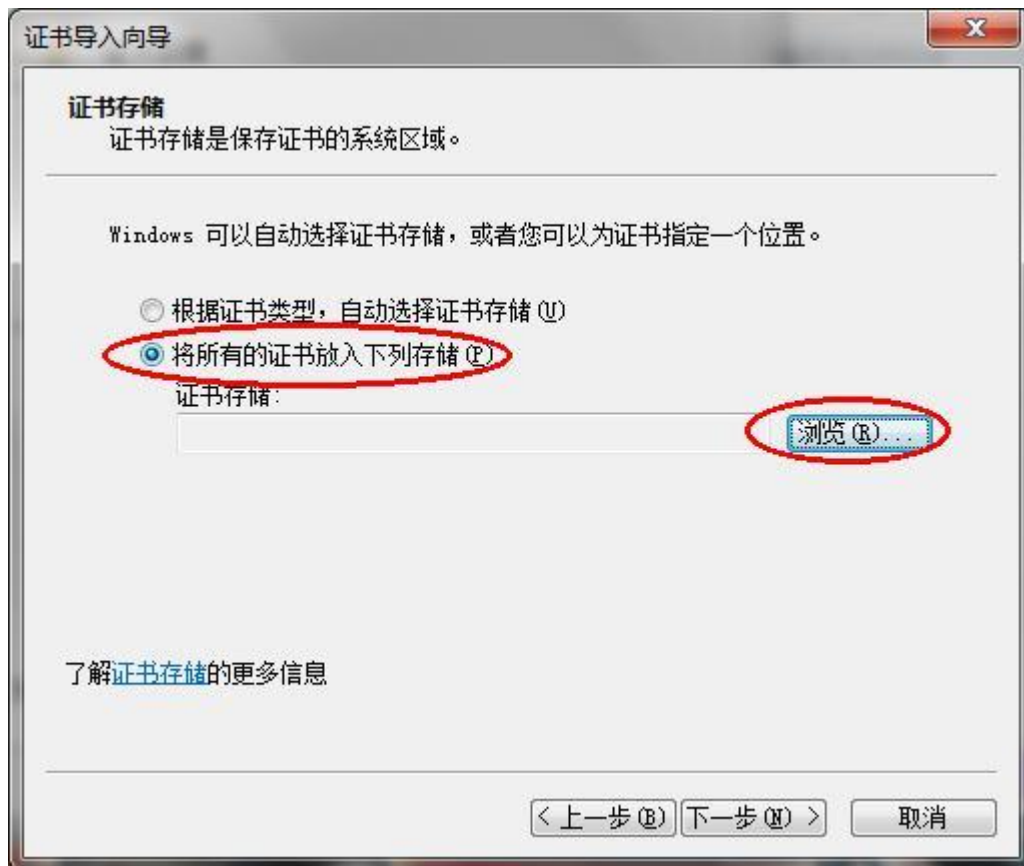 证书导入向导
证书存储
证书存储是保存证书的系统区域。
Windows 可以自动选择证书存储，或者您可以为证书指定一个位置。
根据证书类型，自动选择证书存储(U)
将所有的证书放入下列存储(P)
证书存储:
浏览(R)...
了解证书存储的更多信息
< 上一步(B) 下一步(N) > 取消